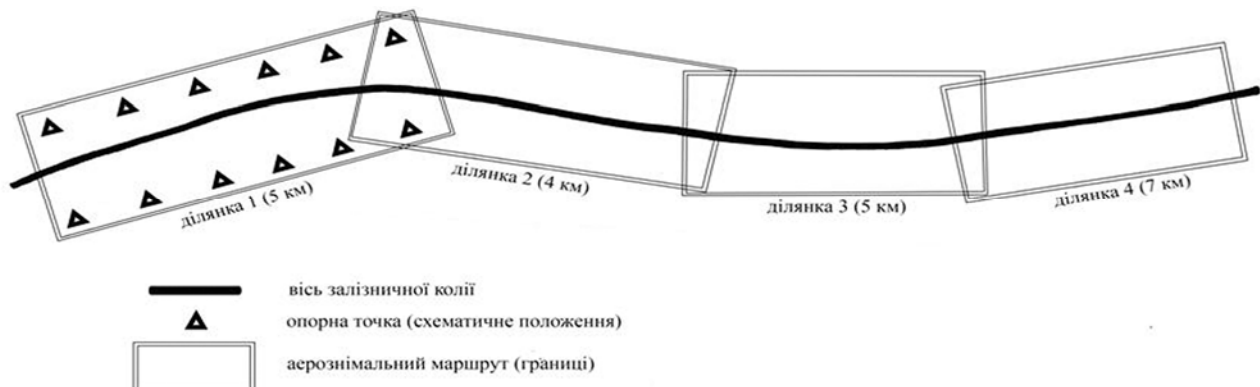 ділянка 1 (5 км)
ділянка 2 (4 км)
ділянка 3 (5 км)
ділянка 4 (7 км)
вісь залізничної колії
опорна точка (схематичне положення)
аерознімальний маршрут (границі)